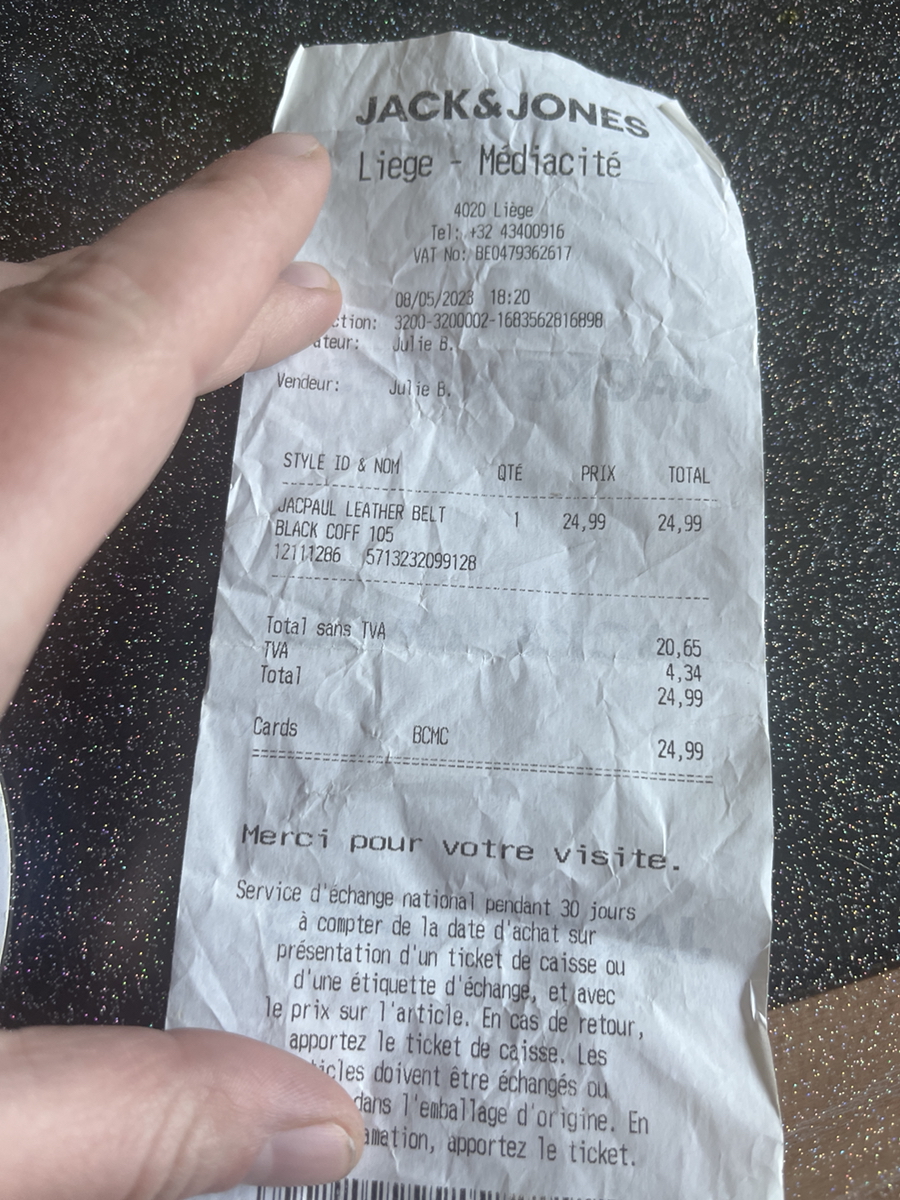 JACK&JONES
Liege - Médiacité
4020 Liège
Tel: +32 43400916
VAT No: BE0479362617
08/05/2023 18:20
3200-3200002-1683562816898
Julie B.
Vendeur: Julie B.
STYLE ID & NOM QTÉ PRIX TOTAL
JACPAUL LEATHER BELT 1 24,99 24,99
BLACK COFF 105
12111286 5713232099128
Total sans TVA 20,65
TVA 4,34
Total 24,99
Cards BCMC 24,99
Merci pour votre visite.
Service d'échange national pendant 30 jours
à compter de la date d'achat sur
présentation d'un ticket de caisse ou
d'une étiquette d'échange, et avec
le prix sur l'article. En cas de retour,
apportez le ticket de caisse. Les
doivent être échangés ou
dans l'emballage d'origine. En
apportez le ticket.